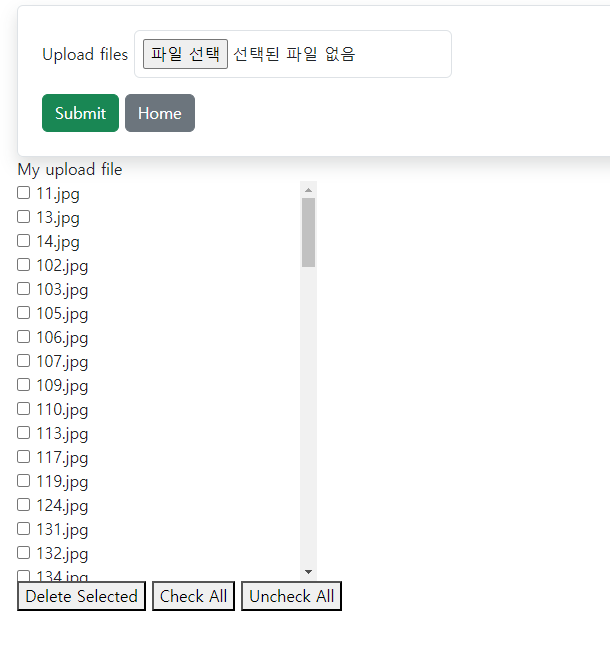 Upload files 파일 선택 선택된 파일 없음
Submit Home
My upload file
11.jpg
13.jpg
14.jpg
102.jpg
103.jpg
105.jpg
106.jpg
107.jpg
109.jpg
110.jpg
113.jpg
117.jpg
119.jpg
124.jpg
131.jpg
132.jpg
134.jpg
Delete Selected Check All Uncheck All